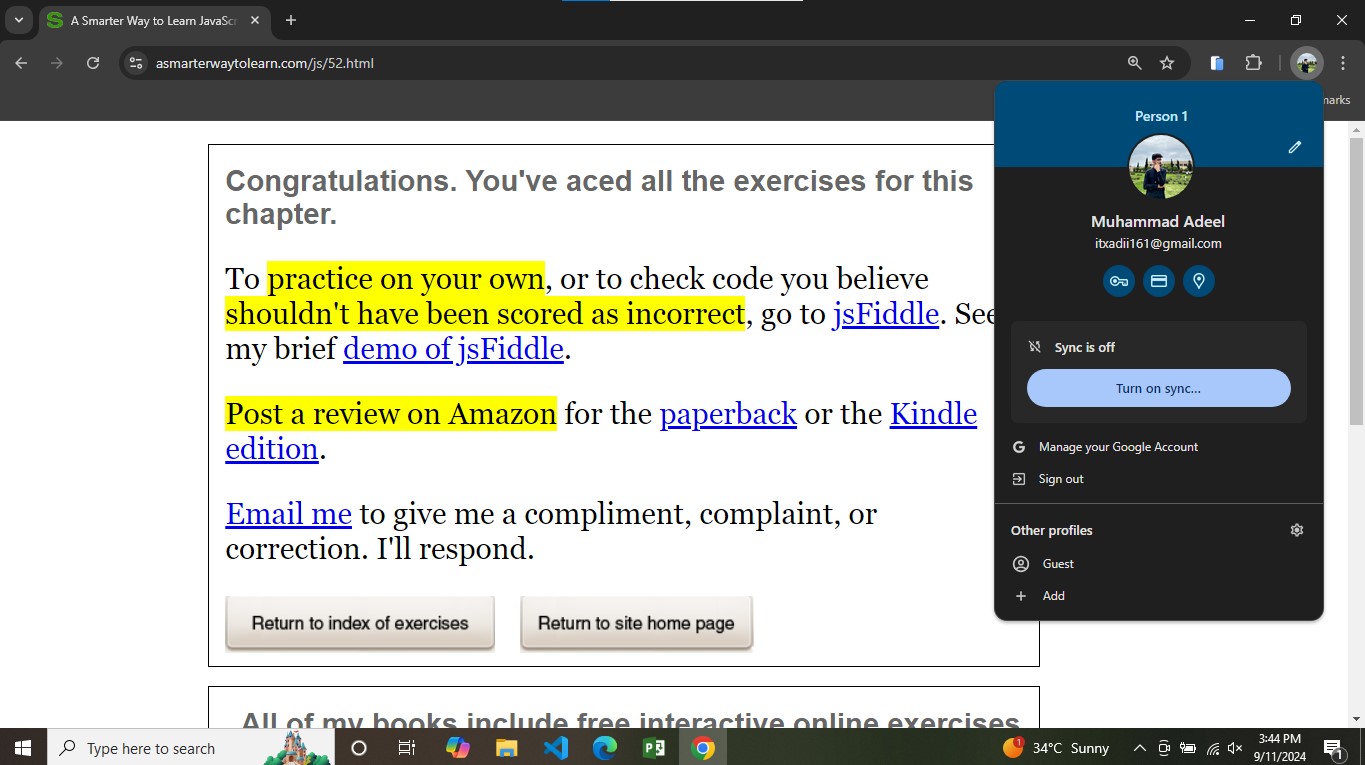 A Smarter Way to Learn JavaScr
asmarterwaytolearn.com/js/52.html
marks
Person 1
Muhammad Adeel
itxadii161@gmail.com
Sync is off
Turn on sync...
Manage your Google Account
Sign out
Other profiles
Guest
Add
Congratulations. You've aced all the exercises for this
chapter.
To practice on your own, or to check code you believe
shouldn't have been scored as incorrect, go to jsFiddle. See
my brief demo of jsFiddle.
Post a review on Amazon for the paperback or the Kindle
edition.
Email me to give me a compliment, complaint, or
correction. I'll respond.
Return to index of exercises
Return to site home page
All of my books include free interactive online exercises
Type here to search
1
34°C Sunny
3:44 PM
9/11/2024
1